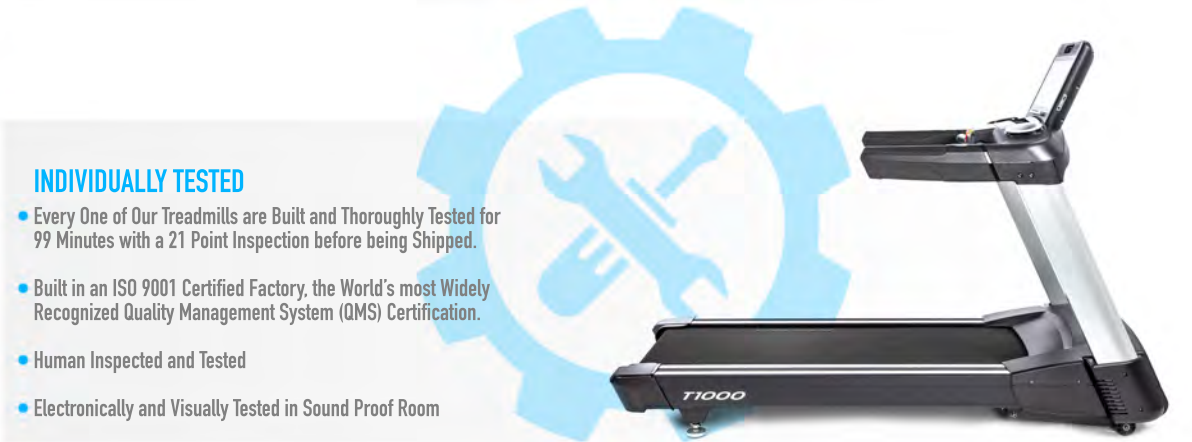 INDIVIDUALLY TESTED
Every One of Our Treadmills are Built and Thoroughly Tested for
99 Minutes with a 21 Point Inspection before being Shipped.
Built in an ISO 9001 Certified Factory, the World's most Widely
Recognized Quality Management System (QMS) Certification.
Human Inspected and Tested
Electronically and Visually Tested in Sound Proof Room
T1000